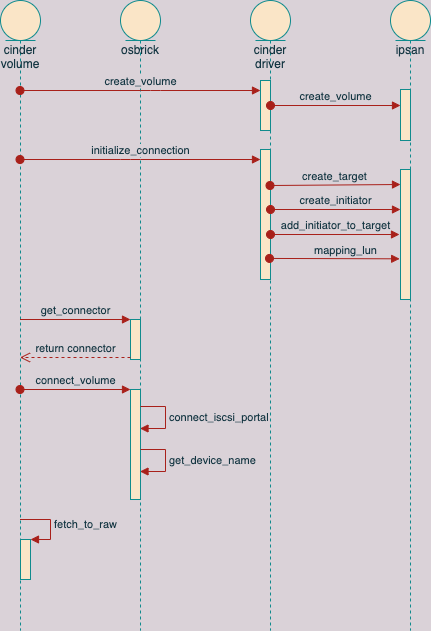 cinder
volume
osbrick
cinder
driver
ipsan
create_volume
create_volume
initialize_connection
create_target
create_initiator
add_initiator_to_target
mapping_lun
get_connector
return connector
connect_volume
connect_iscsi_portal
get_device_name
fetch_to_raw